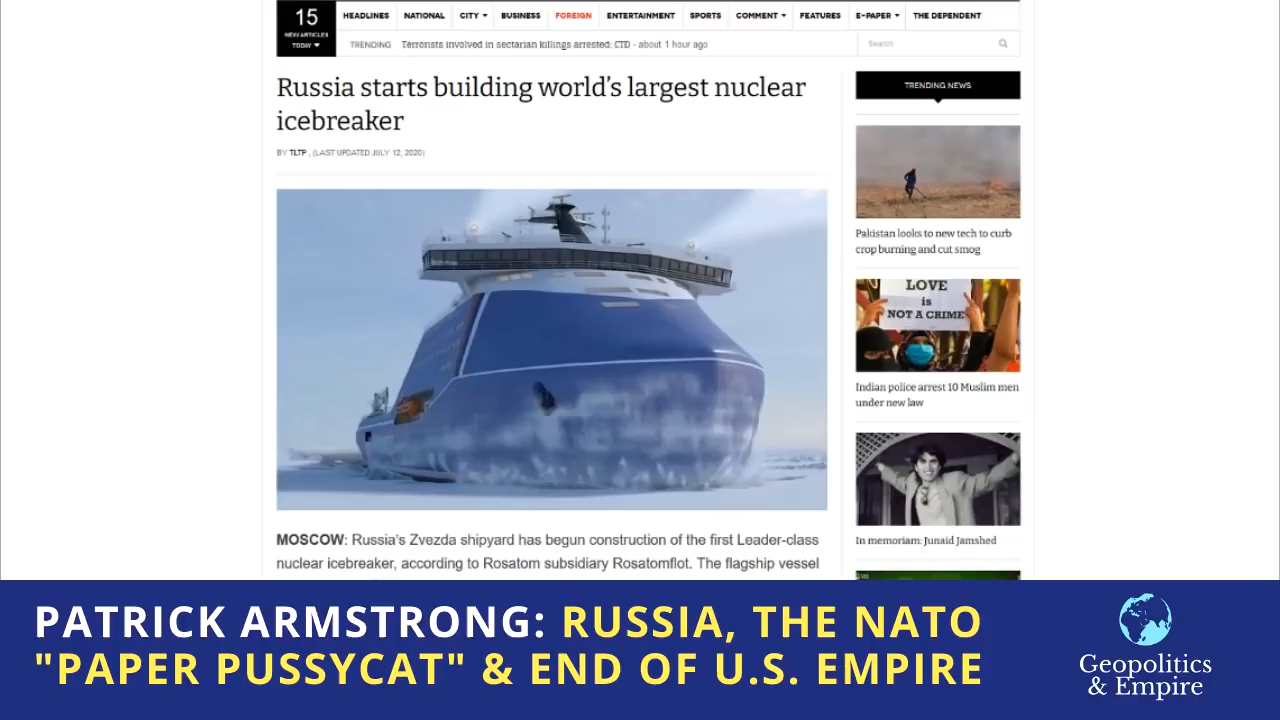 15
NEW ARTICLES
TODAY
HEADLINES NATIONAL CITY BUSINESS FOREIGN ENTERTAINMENT SPORTS COMMENT FEATURES E-PAPER THE DEPENDENT
TRENDING Terrorists involved in sectarian killings arrested: CTD - about 1 hour ago
Search
Russia starts building world's largest nuclear
icebreaker
BY TLTP , (LAST UPDATED JULY 12, 2020)
MOSCOW: Russia's Zvezda shipyard has begun construction of the first Leader-class
nuclear icebreaker, according to Rosatom subsidiary Rosatomflot. The flagship vessel
TRENDING NEWS
Pakistan looks to new tech to curb
crop burning and cut smog
LOVE
is
NOT A CRIME
Indian police arrest 10 Muslim men
under new law
In memoriam: Junaid Jamshed
PATRICK ARMSTRONG: RUSSIA, THE NATO
"PAPER PUSSYCAT" & END OF U.S. EMPIRE
Geopolitics
& Empire